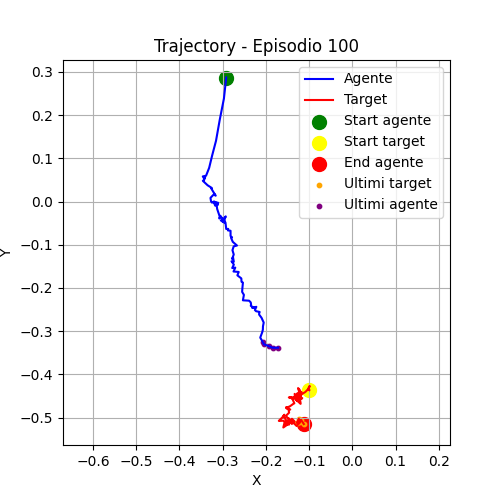 Trajectory - Episodio 100
Agente
Target
Start agente
Start target
End agente
Ultimi target
Ultimi agente
0.3
0.2
0.1
0.0
−0.1
−0.2
−0.3
−0.4
−0.5
Y
−0.6 −0.5 −0.4 −0.3 −0.2 −0.1 0.0 0.1 0.2
X